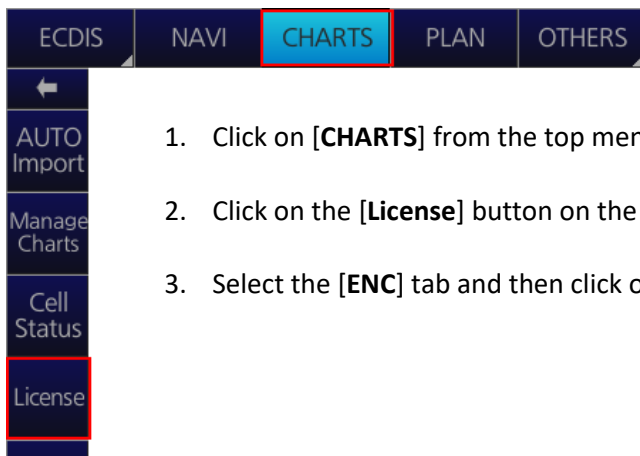 ECDIS NAVI CHARTS PLAN OTHERS
AUTO
Import
Manage
Charts
Cell
Status
License
1. Click on [CHARTS] from the top
2. Click on the [License] button on the
3. Select the [ENC] tab and then click